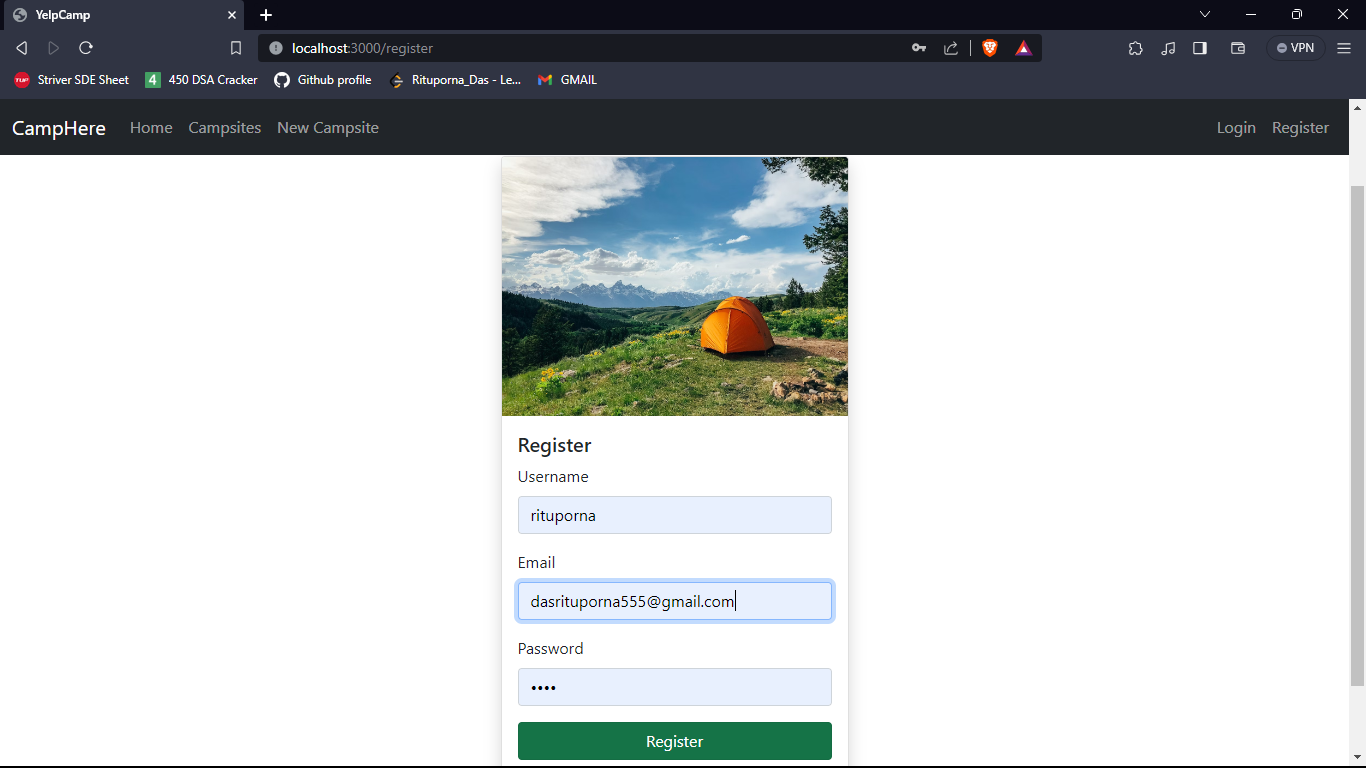 YelpCamp
localhost:3000/register
VPN
TUF Striver SDE Sheet 4 450 DSA Cracker Github profile Rituporna_Das - Le... GMAIL
CampHere Home Campsites New Campsite Login Register
Register
Username
rituporna
Email
dasrituporna555@gmail.com
Password
••••
Register